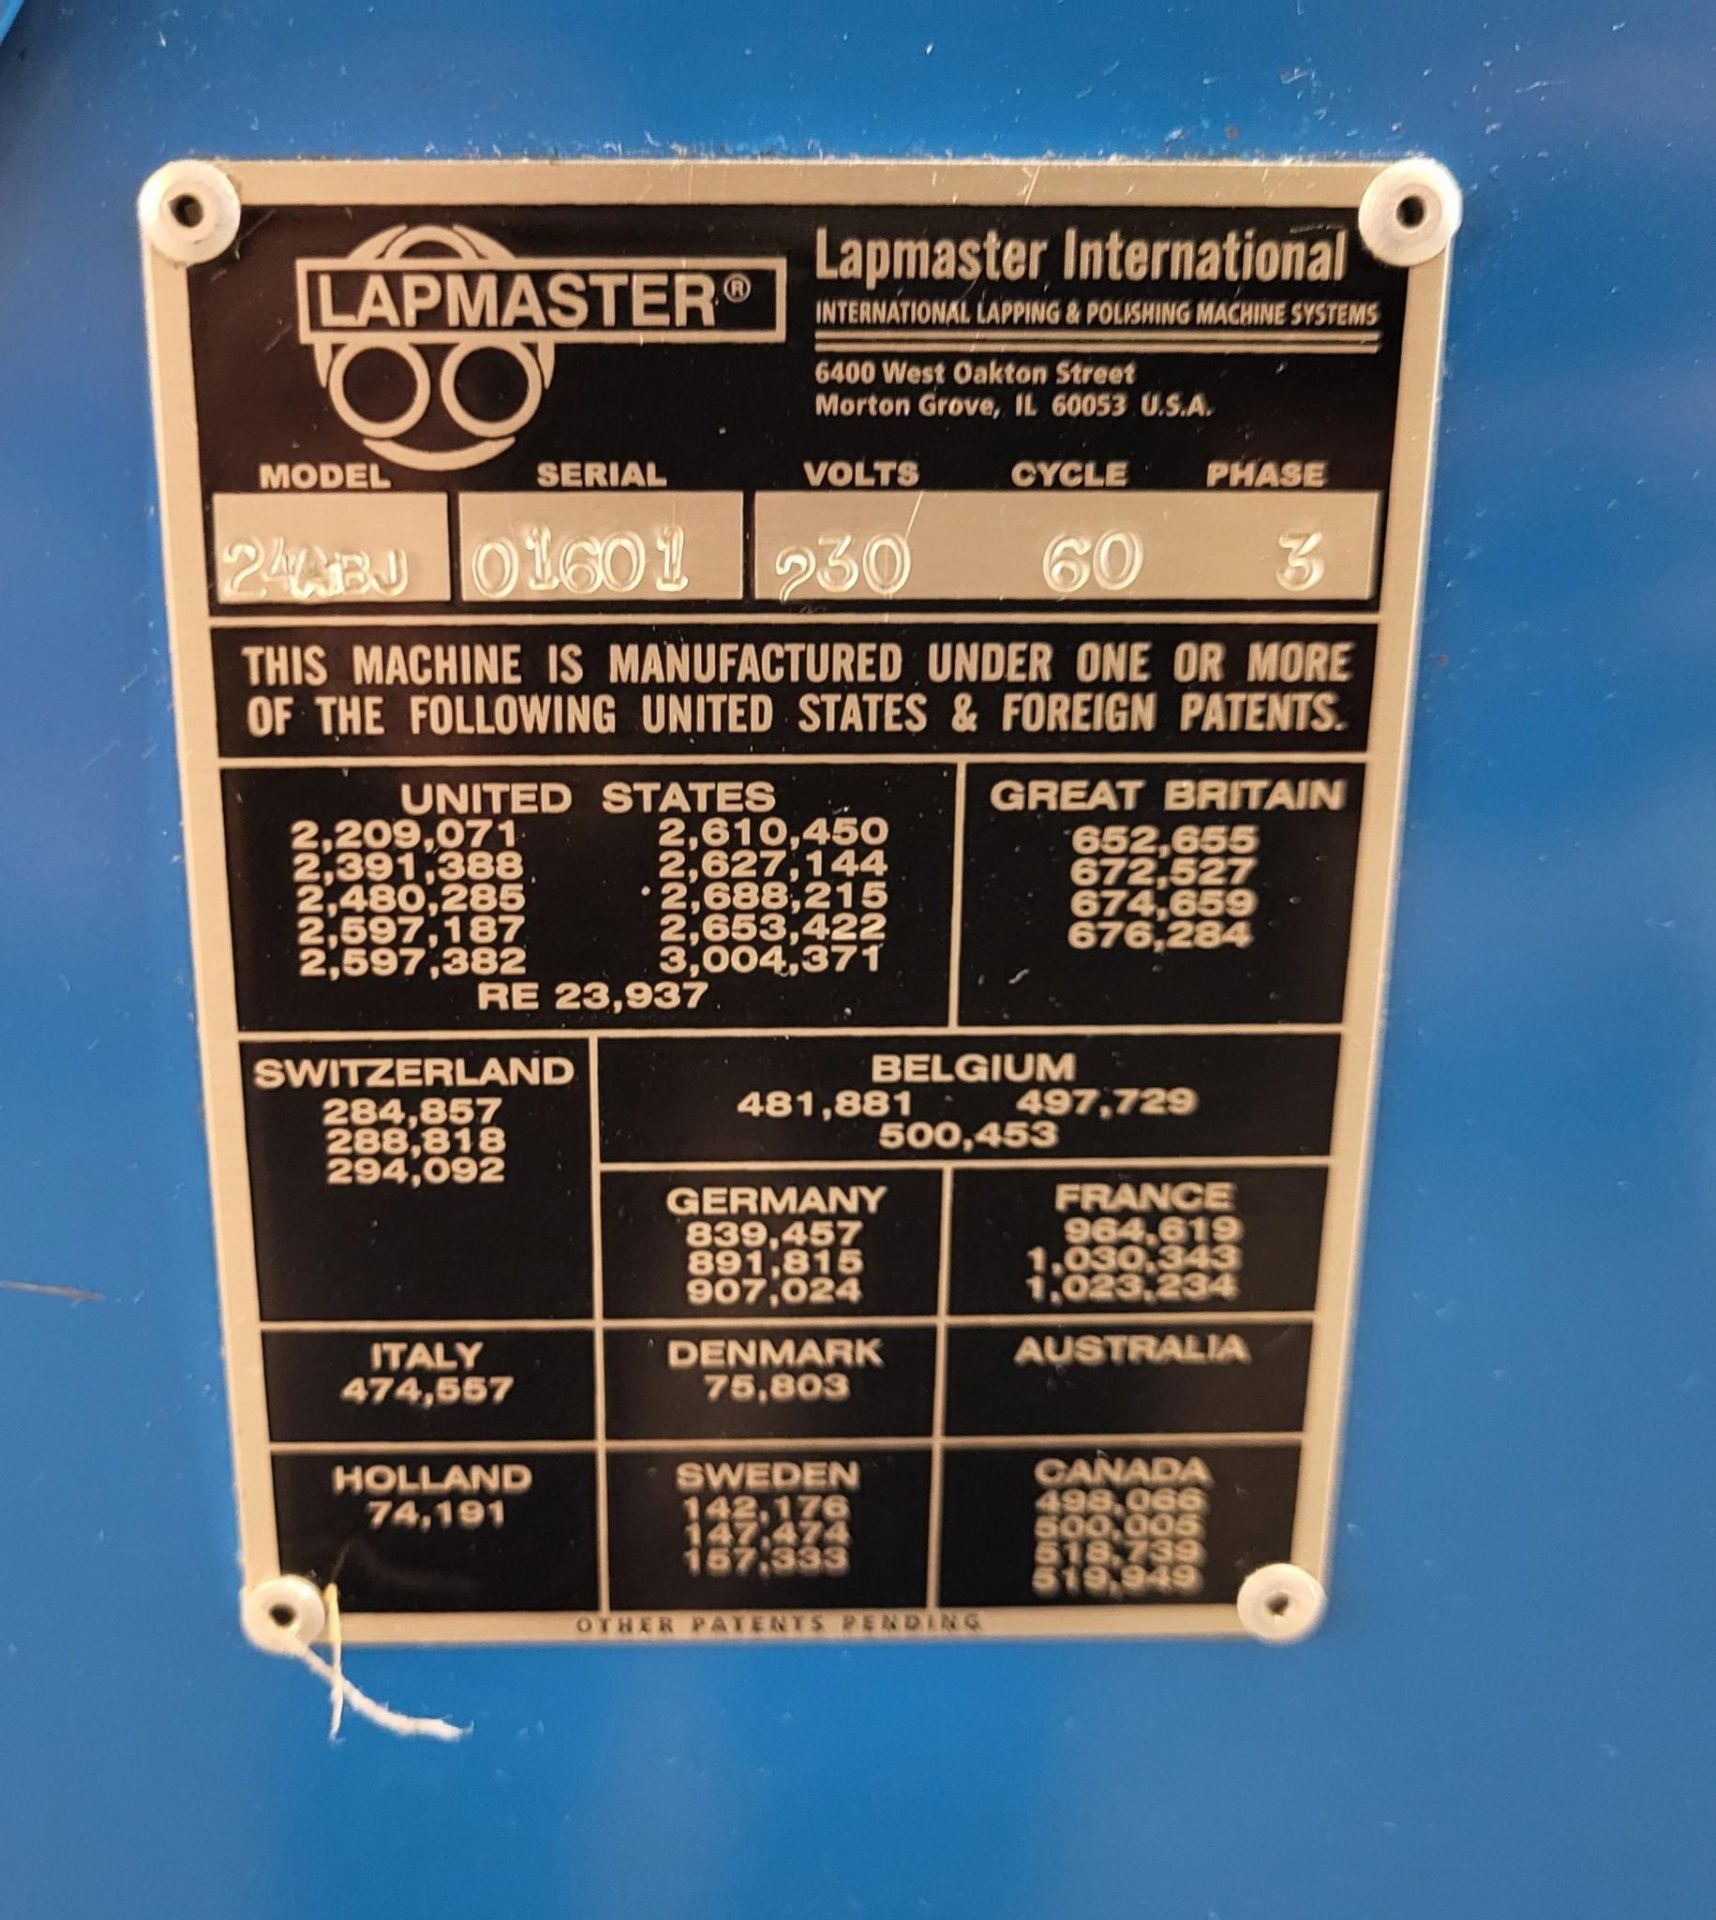 LAPMASTER®
Lapmaster International
INTERNATIONAL LAPPING & POLISHING MACHINE SYSTEMS
6400 West Oakton Street
Morton Grove, IL 60053 U.S.A.
MODEL SERIAL VOLTS CYCLE PHASE
24ABJ 01601 230 60 3
THIS MACHINE IS MANUFACTURED UNDER ONE OR MORE
OF THE FOLLOWING UNITED STATES & FOREIGN PATENTS.
UNITED STATES
2,209,071 2,610,450
2,391,388 2,627,144
2,480,285 2,688,215
2,597,187 2,653,422
2,597,382 3,004,371
RE 23,937
GREAT BRITAIN
652,655
672,527
674,659
676,284
SWITZERLAND
284,857
288,818
294,092
BELGIUM
481,881 497,729
500,453
GERMANY
839,457
891,815
907,024
FRANCE
964,619
1,030,343
1,023,234
ITALY
474,557
DENMARK
75,803
AUSTRALIA
HOLLAND
74,191
SWEDEN
142,176
147,474
157,333
CANADA
498,066
500,005
518,739
519,949
OTHER PATENTS PENDING